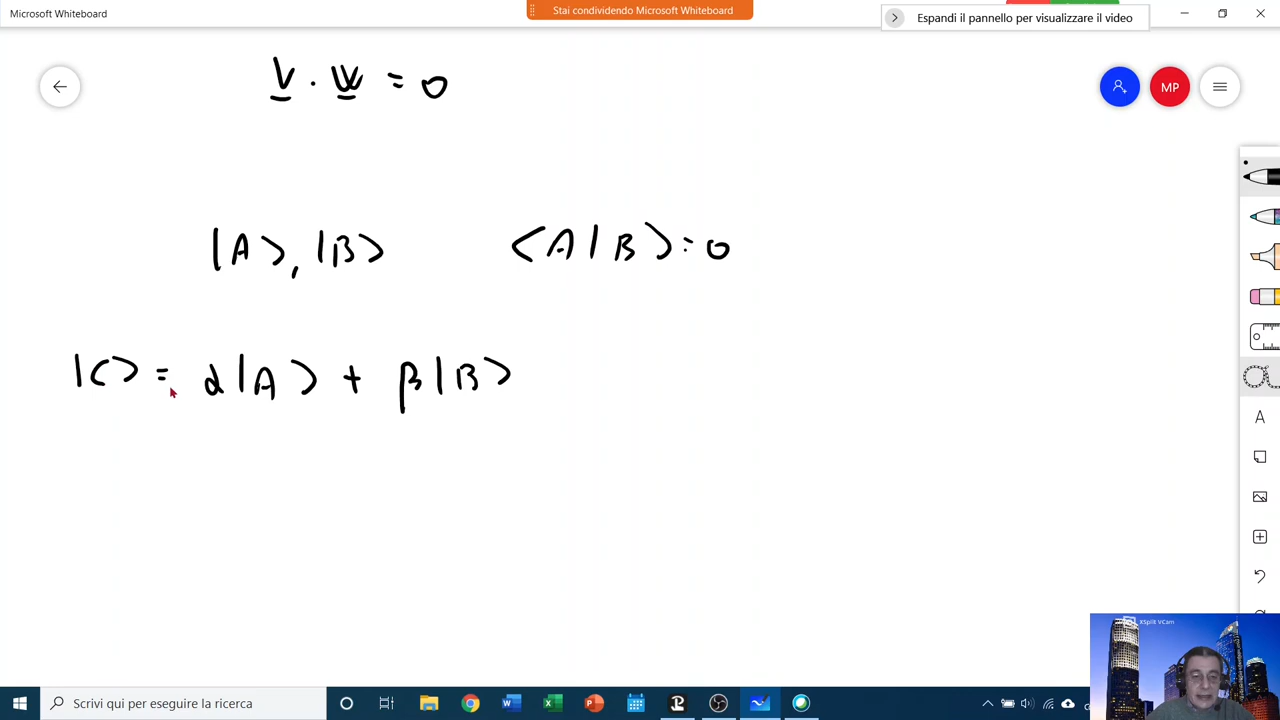 Microsoft Whiteboard
Stai condividendo Microsoft Whiteboard
Espandi il pannello per visualizzare il video
V · W = 0
MP
|A>, |B> <A|B> = 0
|C> = α|A> + β|B>
A
XSplit VCam
Scrivi qui per eseguire la ricerca